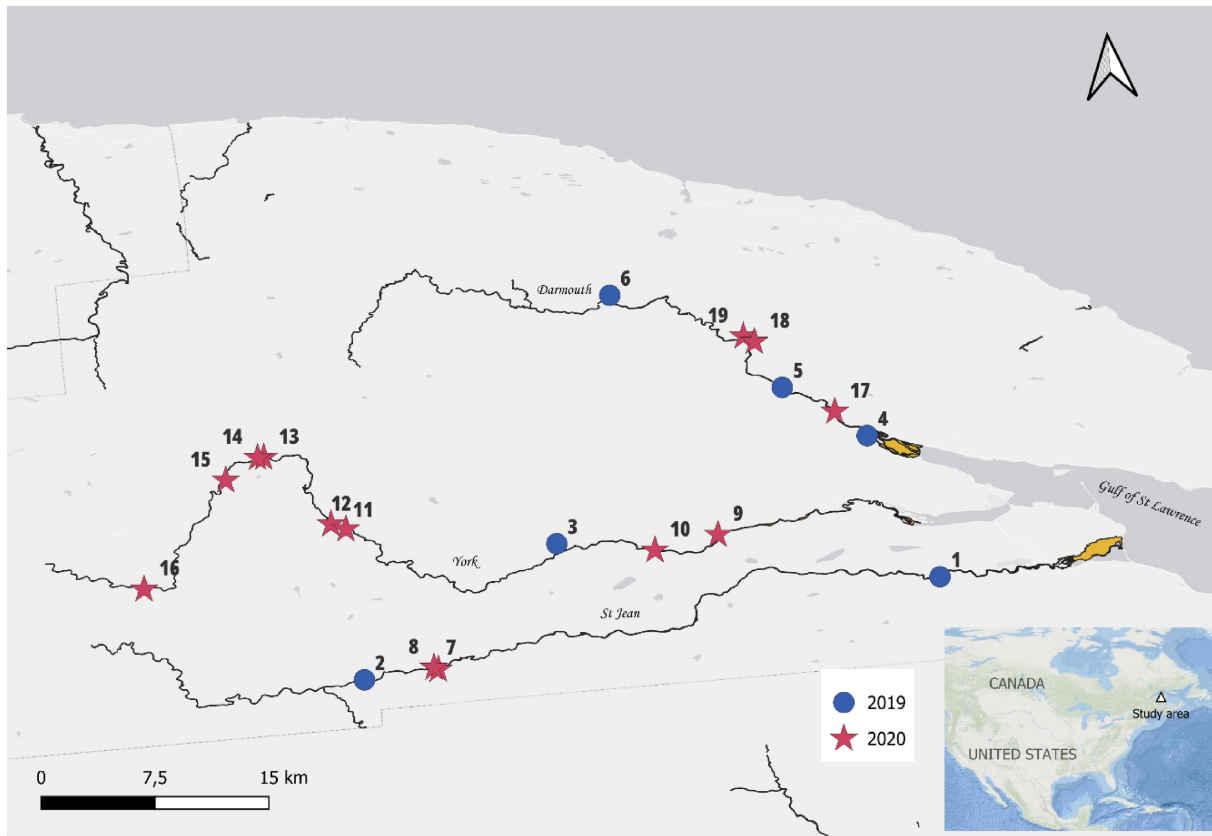 6
Darmouth
19 18
5
17
4
14 13
15
Gulf of St Lawrence
12 11
3
9
10
York
16
1
St Jean
8 7
2
CANADA
2019
Study area
2020
UNITED STATES
0 7,5 15 km